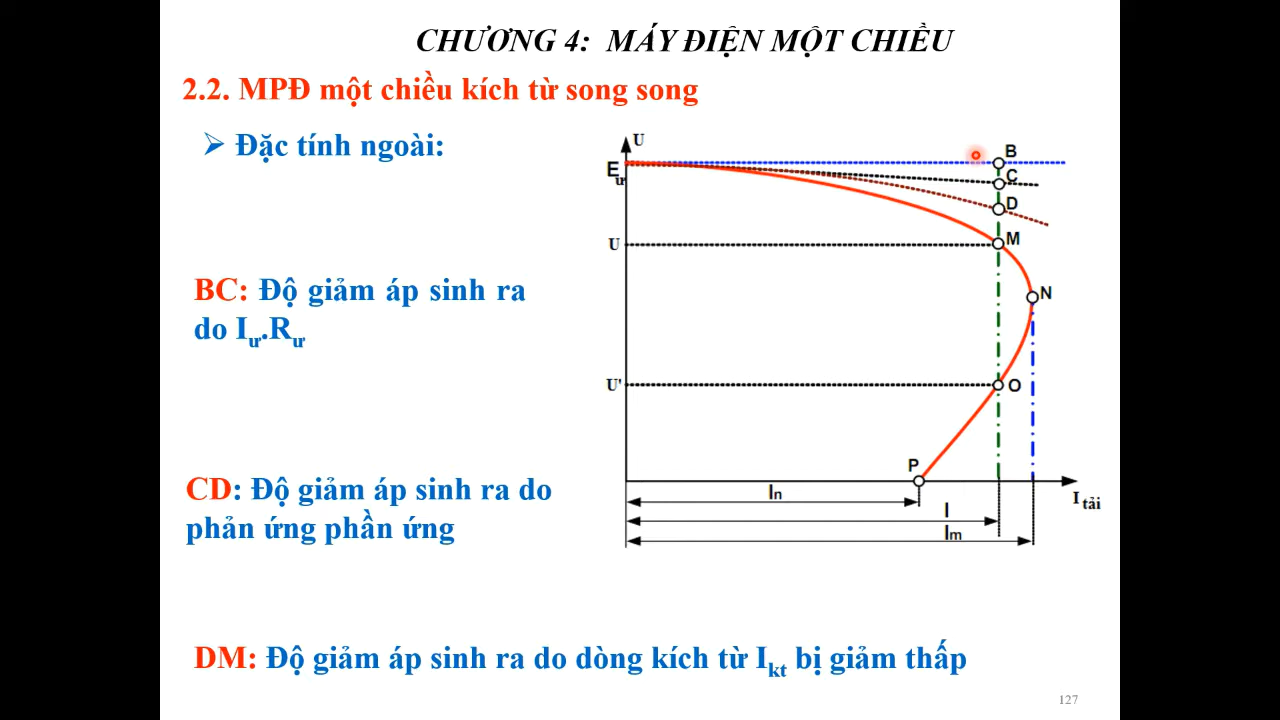 CHƯƠNG 4: MÁY ĐIỆN MỘT CHIỀU
2.2. MPĐ một chiều kích từ song song
➢ Đặc tính ngoài:
U
B
Eư
C
D
U
M
BC: Độ giảm áp sinh ra
do Iư.Rư
N
U'
O
P
In
I tải
CD: Độ giảm áp sinh ra do
phản ứng phần ứng
I
Im
DM: Độ giảm áp sinh ra do dòng kích từ Ikt bị giảm thấp
127